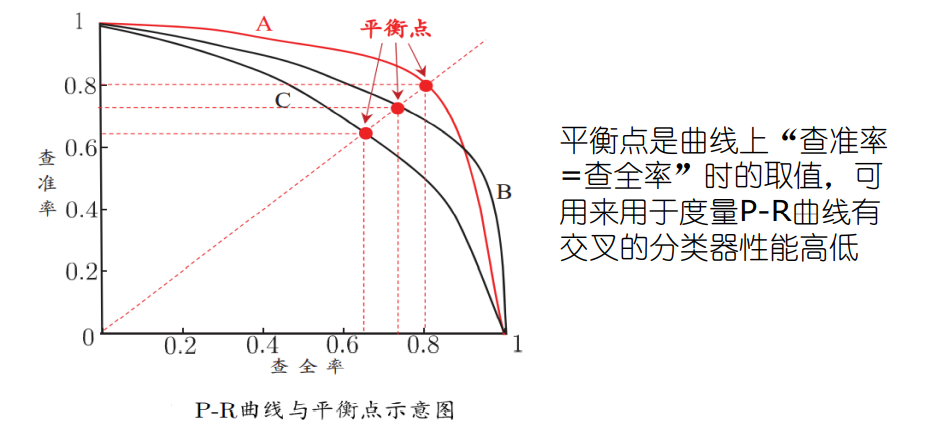 1
A
平衡点
0.8
C
0.6
查准率
B
0.4
0.2
0
0.2
0.4
0.6
0.8
1
查全率
P-R曲线与平衡点示意图
平衡点是曲线上“查准率
=查全率”时的取值，可
用来用于度量P-R曲线有
交叉的分类器性能高低